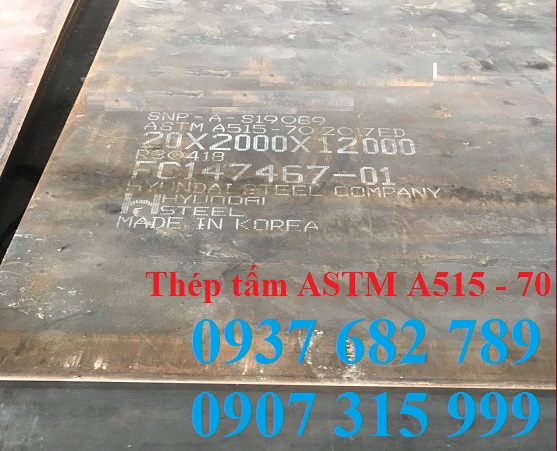 SNP-A-S19069
ASTM A515-70 2017ED
20X2000X12000
R30418
FC147467-01
HYUNDAI STEEL COMPANY
HYUNDAI
STEEL
MADE IN KOREA
Thép tấm ASTM A515 - 70
0937 682 789
0907 315 999